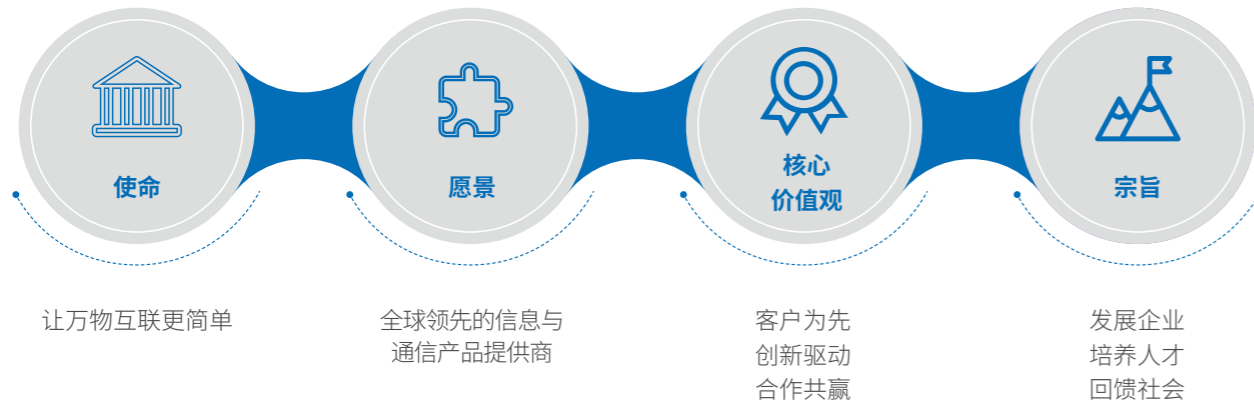 使命
让万物互联更简单
愿景
全球领先的信息与
通信产品提供商
核心
价值观
客户为先
创新驱动
合作共赢
宗旨
发展企业
培养人才
回馈社会